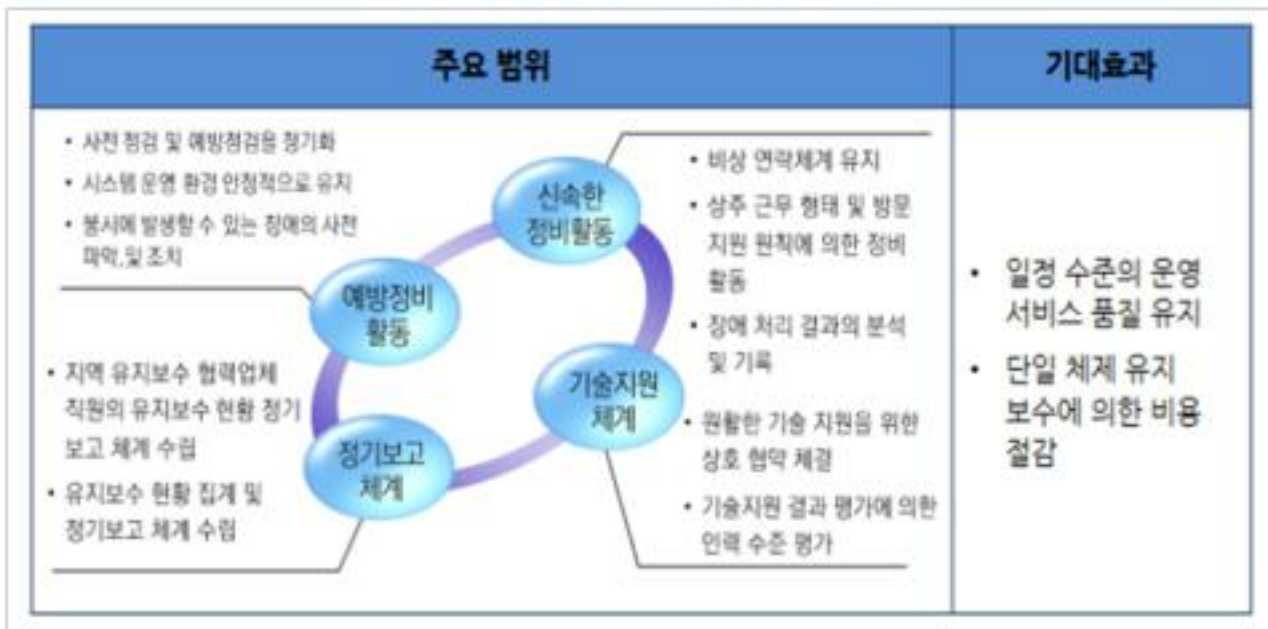 주요 범위
기대효과
• 사전 점검 및 예방점검을 정기화
• 시스템 운영 환경 안정적으로 유지
• 불시에 발생할 수 있는 장애의 사전
파악,및 조치
예방정비
활동
신속한
정비활동
• 비상 연락체계 유지
• 상주 근무 형태 및 방문
지원 원칙에 의한 정비
활동
• 장애 처리 결과의 분석
및 기록
• 지역 유지보수 협력업체
직원의 유지보수 현황 정기
보고 체계 수립
• 유지보수 현황 집계 및
정기보고 체계 수립
정기보고
체계
기술지원
체계
• 원활한 기술 지원을 위한
상호 협약 체결
• 기술지원 결과 평가에 의한
인력 수준 평가
• 일정 수준의 운영
서비스 품질 유지
• 단일 체제 유지
보수에 의한 비용
절감